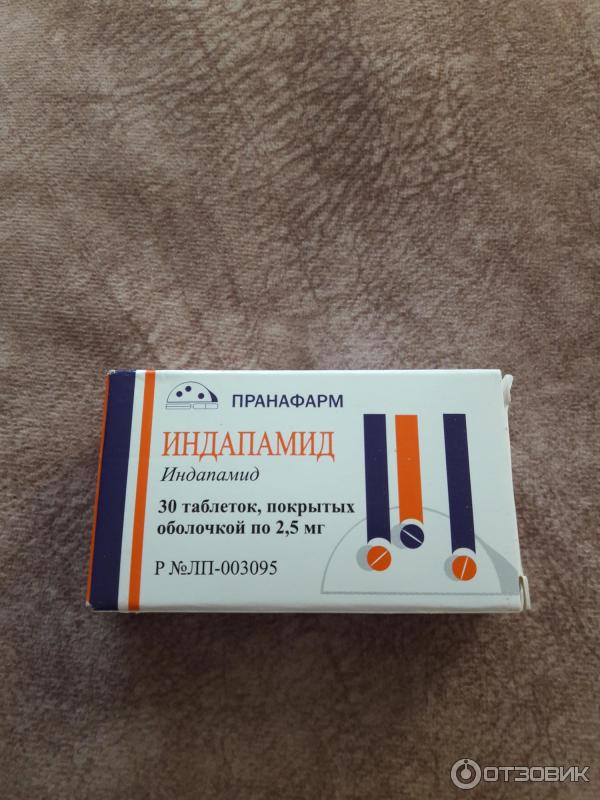 ПРАНАФАРМ
ИНДАПАМИД
Индапамид
30 таблеток, покрытых
оболочкой по 2,5 мг
Р №ЛП-003095
ОТЗОВИК